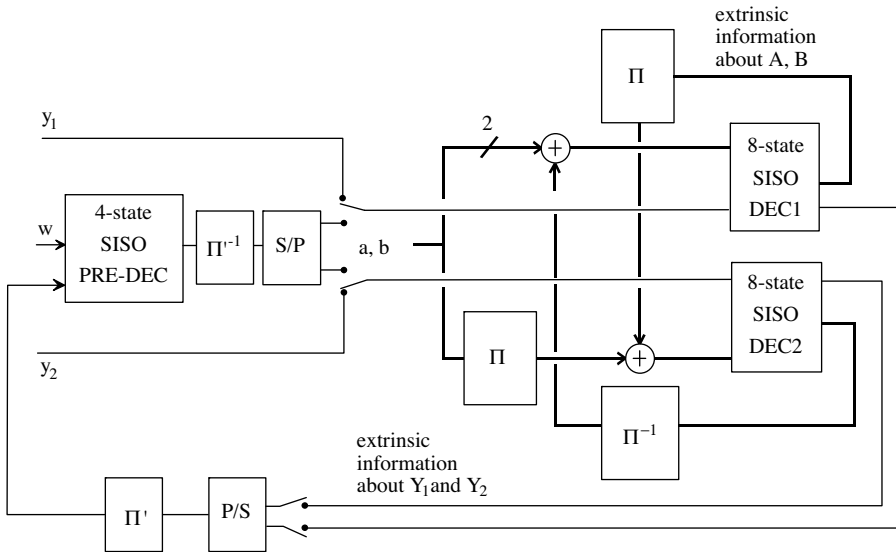 extrinsic
information
about A, B
Π
y1
2
+
8-state
SISO
DEC1
w
4-state
SISO
PRE-DEC
Π'⁻¹
S/P
a, b
8-state
SISO
DEC2
Π
+
y2
Π⁻¹
extrinsic
information
about Y1 and Y2
Π'
P/S